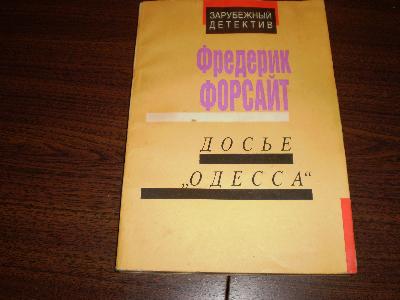 ЗАРУБЕЖНЫЙ
ДЕТЕКТИВ
Фредерик
ФОРСАЙТ
ДОСЬЕ
„ОДЕССА“